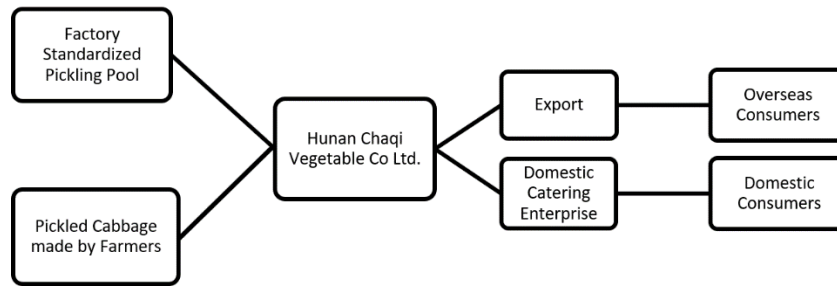 Factory
Standardized
Pickling Pool
Pickled Cabbage
made by Farmers
Hunan Chaqi
Vegetable Co Ltd.
Export
Domestic
Catering
Enterprise
Overseas
Consumers
Domestic
Consumers